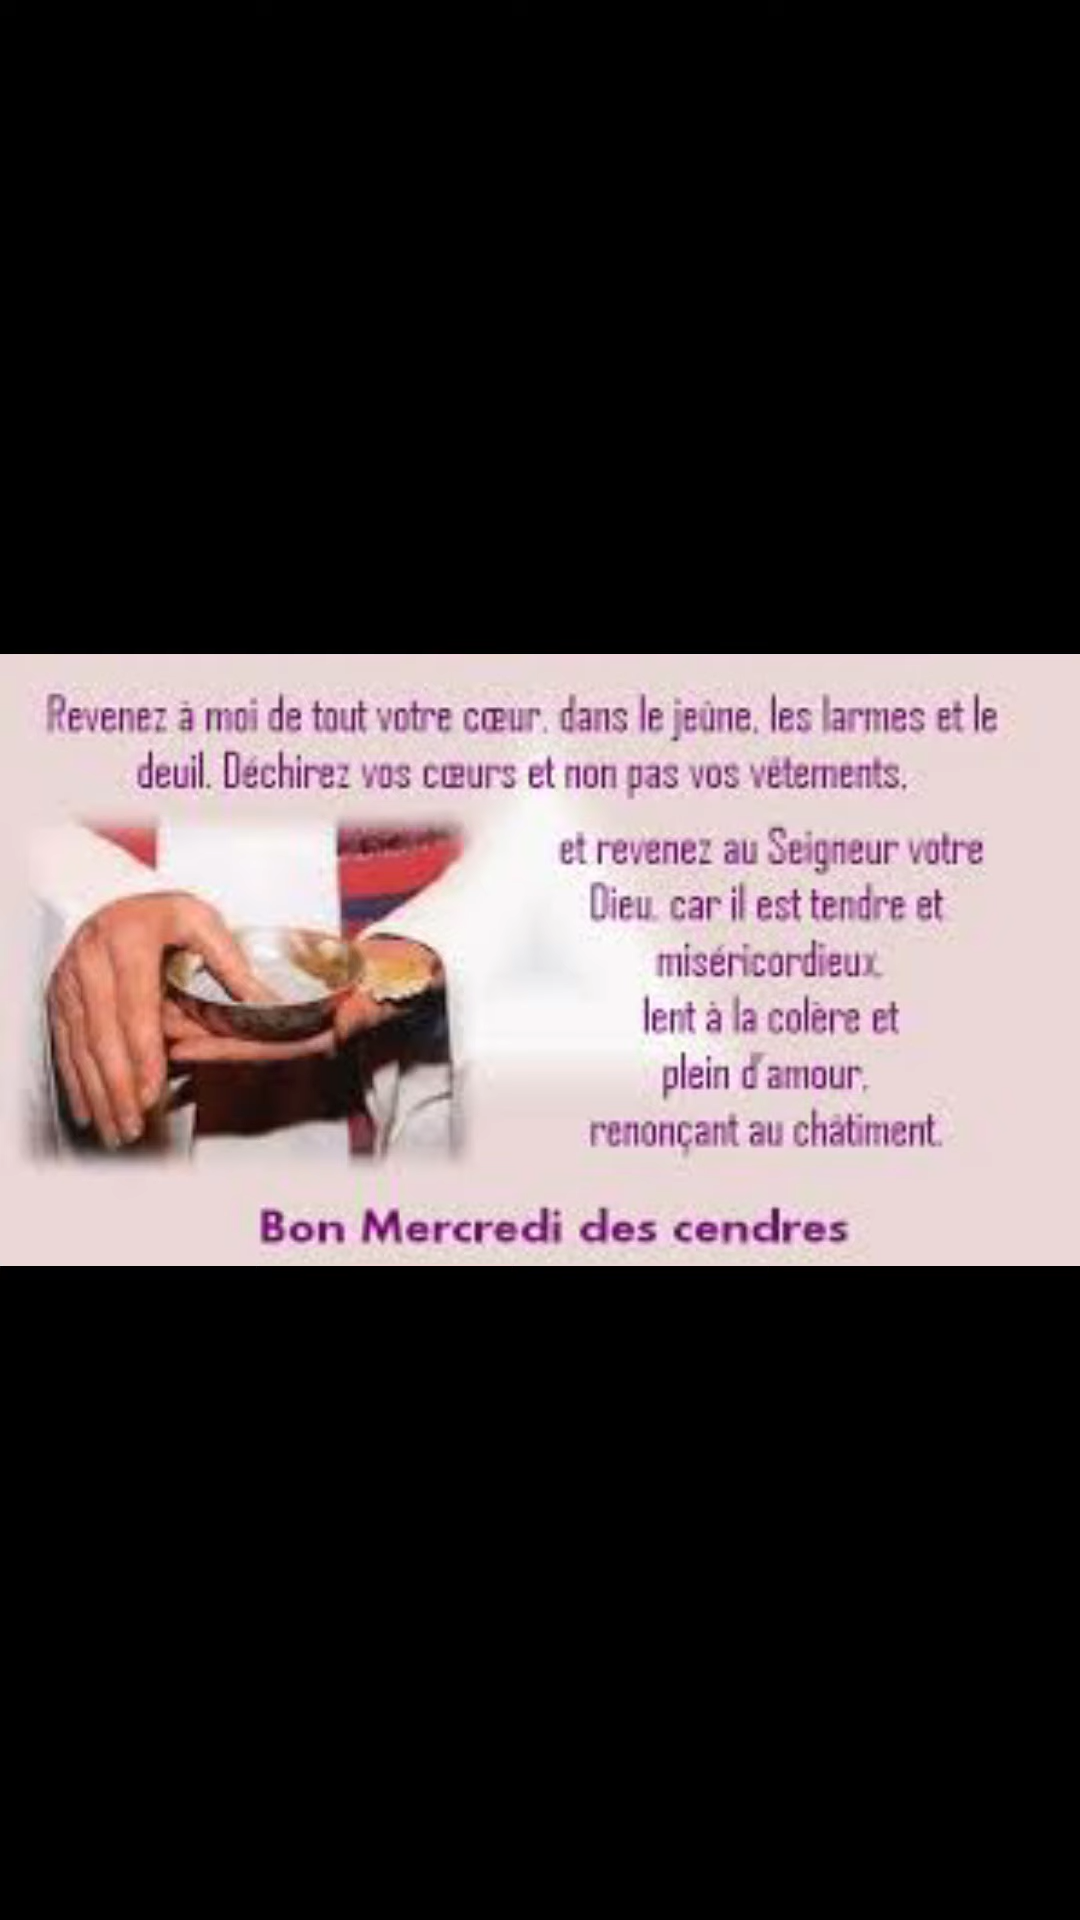 Revenez à moi de tout votre cœur, dans le jeûne, les larmes et le
deuil. Déchirez vos cœurs et non pas vos vêtements,
et revenez au Seigneur votre
Dieu, car il est tendre et
miséricordieux,
lent à la colère et
plein d'amour,
renonçant au châtiment.
Bon Mercredi des cendres